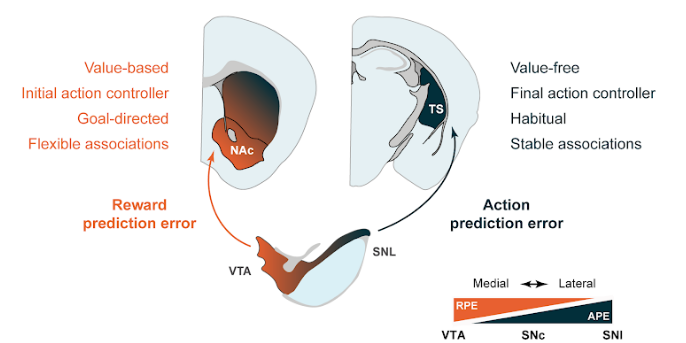 Value-based
Initial action controller
Goal-directed
Flexible associations
NAc
TS
Value-free
Final action controller
Habitual
Stable associations
Reward
prediction error
Action
prediction error
VTA
SNL
Medial
Lateral
RPE
APE
VTA
SNc
SNl